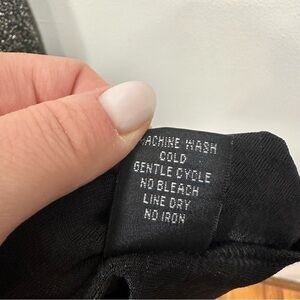 MACHINE WASH
COLD
GENTLE CYCLE
NO BLEACH
LINE DRY
NO IRON